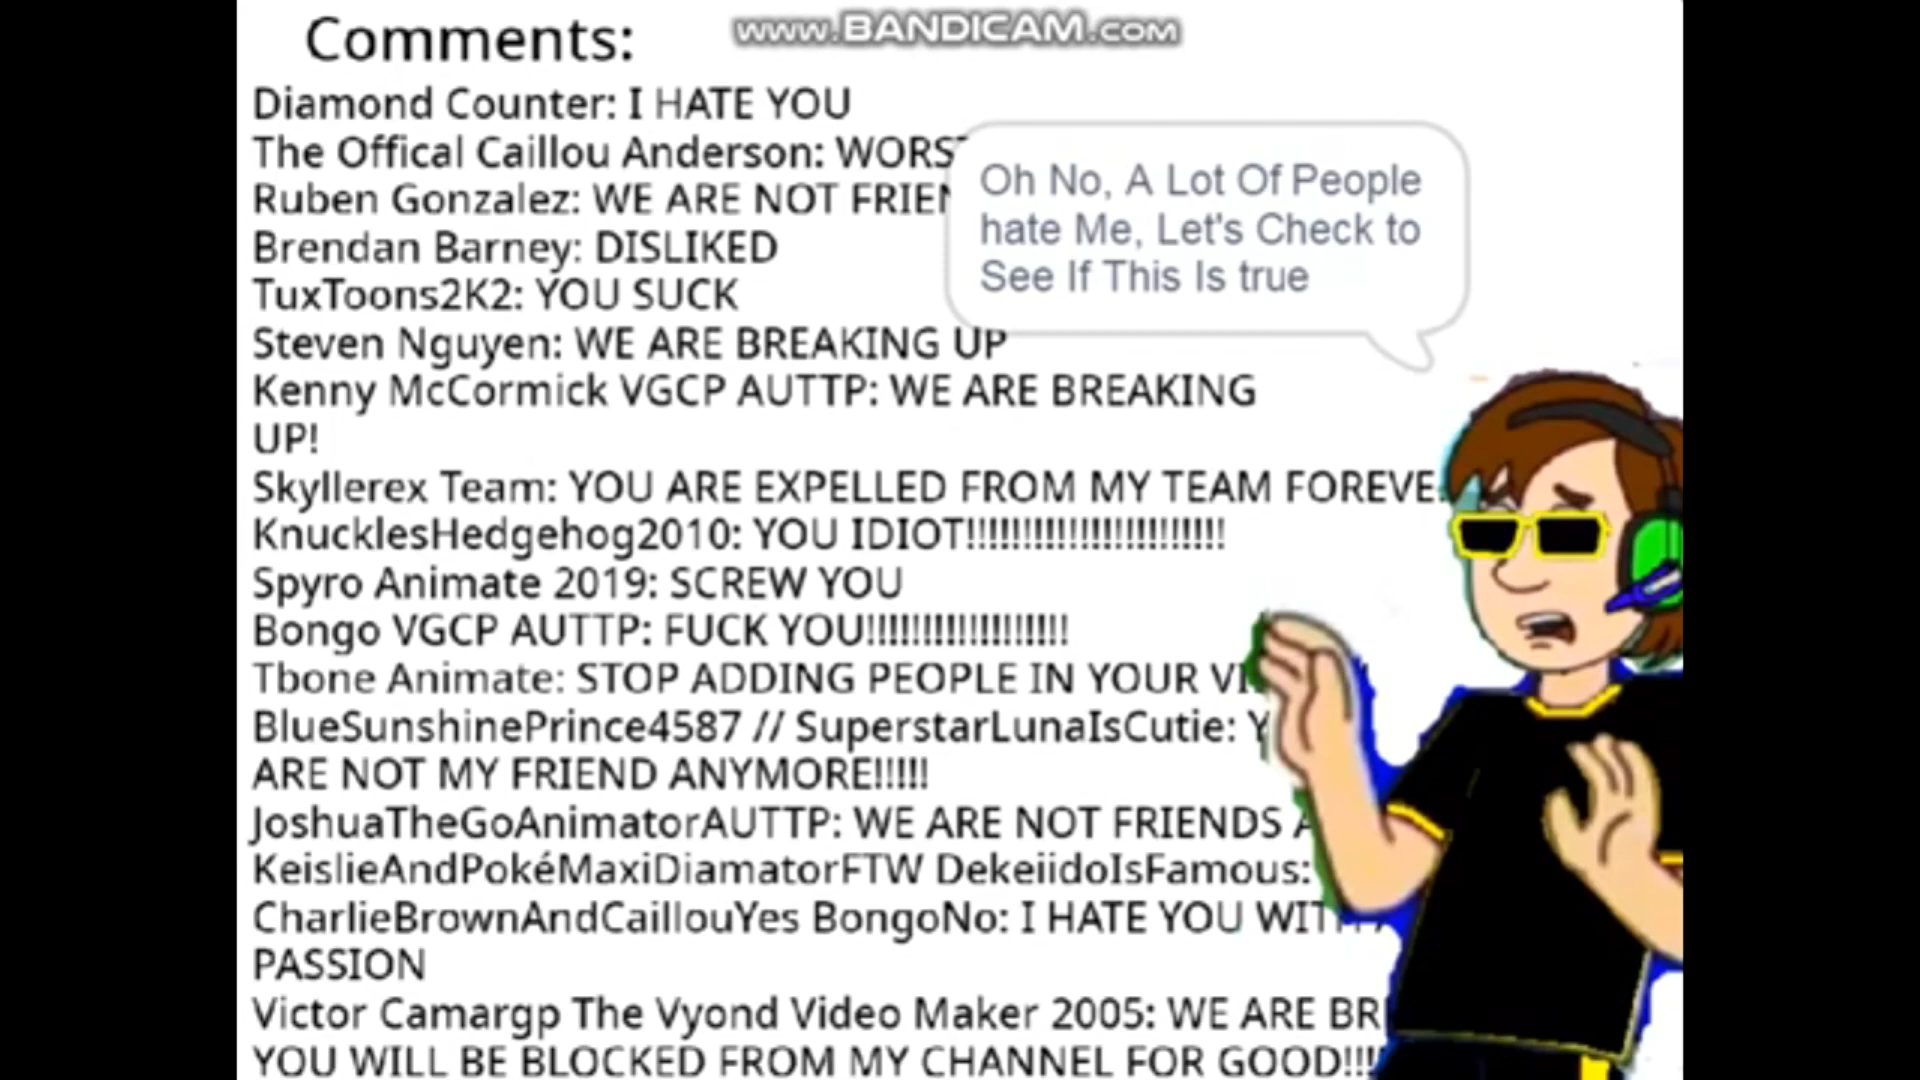 www.BANDICAM.com
Comments:
Diamond Counter: I HATE YOU
The Offical Caillou Anderson: WORST
Ruben Gonzalez: WE ARE NOT
Brendan Barney: DISLIKED
TuxToons2K2: YOU SUCK
Steven Nguyen: WE ARE BREAKING UP
Kenny McCormick VGCP AUTTP: WE ARE BREAKING
UP!
Skyllerex Team: YOU ARE EXPELLED FROM MY TEAM
KnucklesHedgehog2010: YOU IDIOT!!!!!!!!!!!!!!!!!!!!!!!
Spyro Animate 2019: SCREW YOU
Bongo VGCP AUTTP: FUCK YOU!!!!!!!!!!!!!!!!!!
Tbone Animate: STOP ADDING PEOPLE IN YOUR
BlueSunshinePrince4587 // SuperstarLunaIsCutie:
ARE NOT MY FRIEND ANYMORE!!!!!
JoshuaTheGoAnimatorAUTTP: WE ARE NOT FRIENDS
KeislieAndPokéMaxiDiamatorFTW DekeiidoIsFamous:
CharlieBrownAndCaillouYes BongoNo: I HATE YOU WITH
PASSION
Victor Camargp The Vyond Video Maker 2005: WE ARE
YOU WILL BE BLOCKED FROM MY CHANNEL FOR GOOD!!!!
Oh No, A Lot Of People
hate Me, Let's Check to
See If This Is true